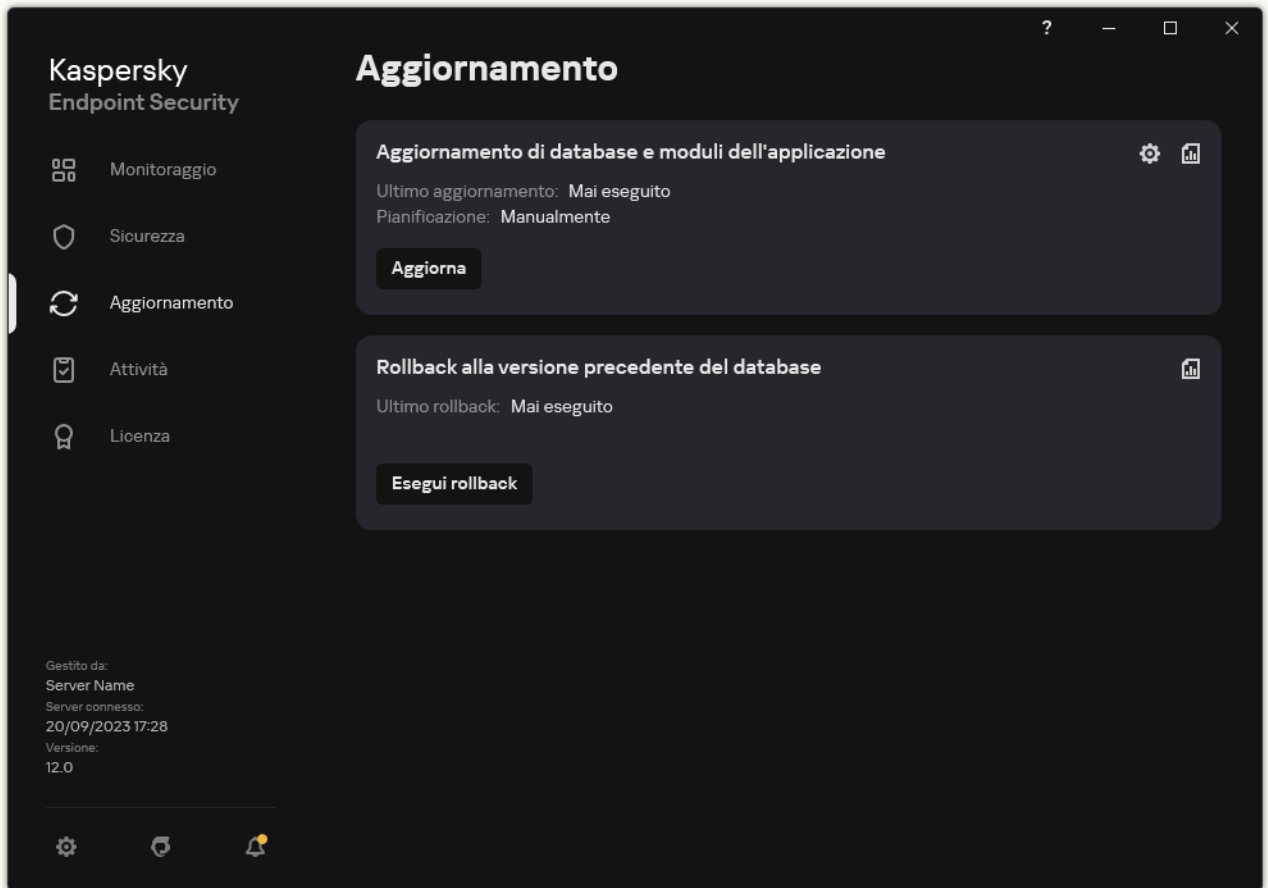 ?
Kaspersky
Endpoint Security
Monitoraggio
Sicurezza
Aggiornamento
Attività
Licenza
Gestito da:
Server Name
Server connesso:
20/09/2023 17:28
Versione:
12.0
Aggiornamento
Aggiornamento di database e moduli dell'applicazione
Ultimo aggiornamento: Mai eseguito
Pianificazione: Manualmente
Aggiorna
Rollback alla versione precedente del database
Ultimo rollback: Mai eseguito
Esegui rollback